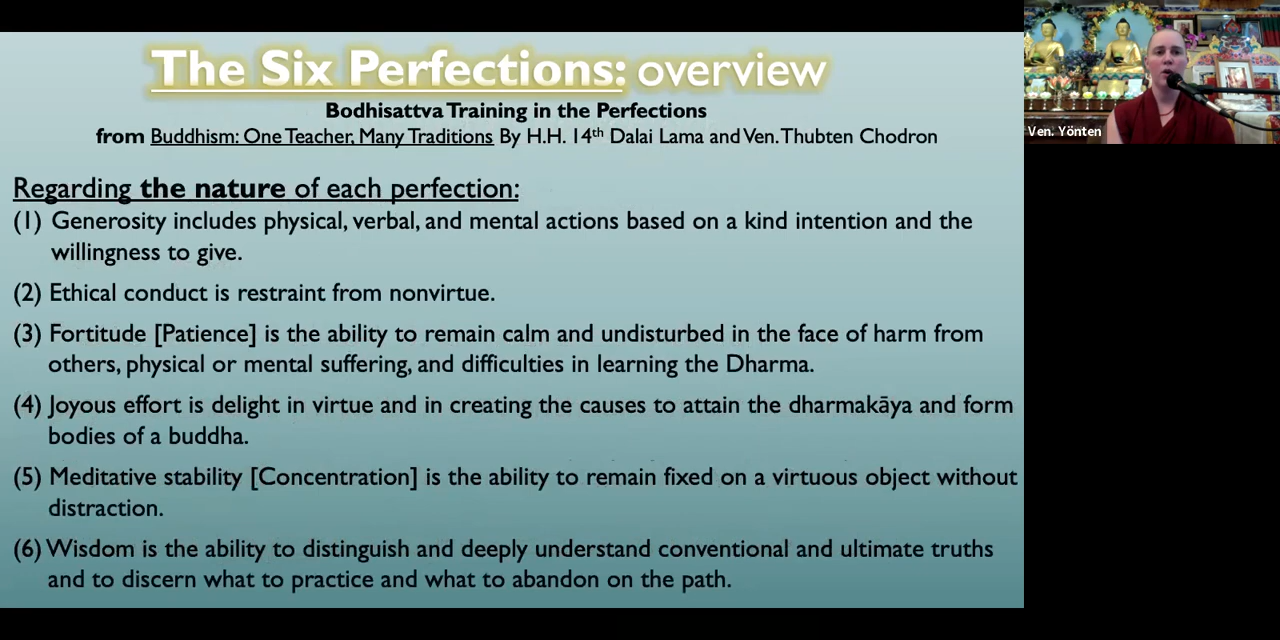 The Six Perfections: overview
Bodhisattva Training in the Perfections
from Buddhism: One Teacher, Many Traditions By H.H. 14th Dalai Lama and Ven. Thubten Chodron
Regarding the nature of each perfection:
(1) Generosity includes physical, verbal, and mental actions based on a kind intention and the
willingness to give.
(2) Ethical conduct is restraint from nonvirtue.
(3) Fortitude [Patience] is the ability to remain calm and undisturbed in the face of harm from
others, physical or mental suffering, and difficulties in learning the Dharma.
(4) Joyous effort is delight in virtue and in creating the causes to attain the dharmakāya and form
bodies of a buddha.
(5) Meditative stability [Concentration] is the ability to remain fixed on a virtuous object without
distraction.
(6) Wisdom is the ability to distinguish and deeply understand conventional and ultimate truths
and to discern what to practice and what to abandon on the path.
Ven. Yönten